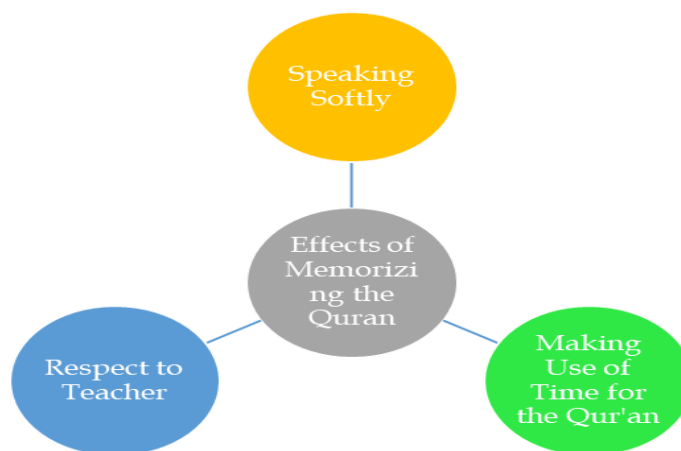 Speaking
Softly
Effects of
Memorizi
ng the
Quran
Respect to
Teacher
Making
Use of
Time for
the Qur'an